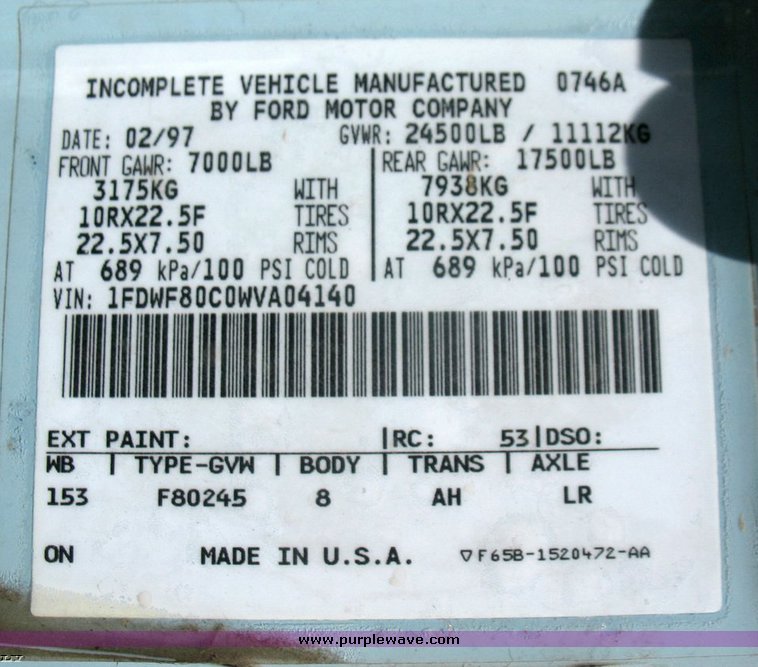 INCOMPLETE VEHICLE MANUFACTURED 0746A
BY FORD MOTOR COMPANY
DATE: 02/97 GVWR: 24500LB / 11112KG
FRONT GAWR: 7000LB REAR GAWR: 17500LB
3175KG WITH 7938KG WITH
10RX22.5F TIRES 10RX22.5F TIRES
22.5X7.50 RIMS 22.5X7.50 RIMS
AT 689 kPa/100 PSI COLD AT 689 kPa/100 PSI COLD
VIN: 1FDWF80C0WVA04140
EXT PAINT: RC: 53 DSO:
WB TYPE-GVW BODY TRANS AXLE
153 F80245 8 AH LR
ON MADE IN U.S.A. ▽F65B-1520472-AA
www.purplewave.com